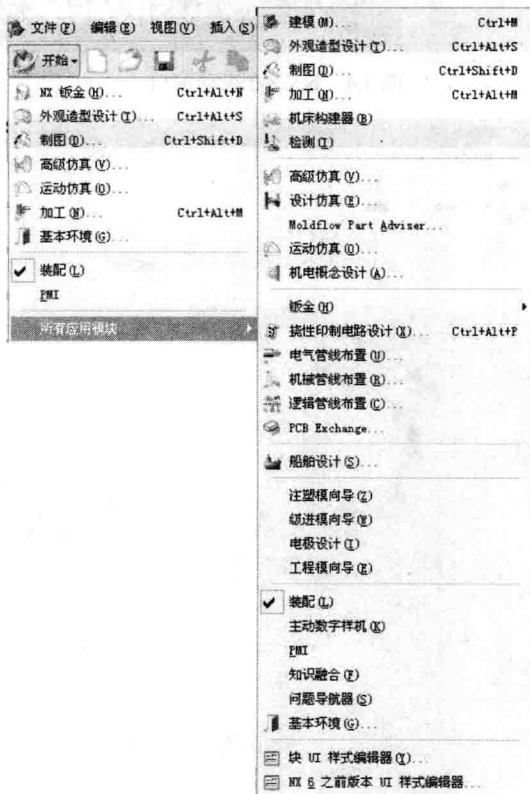 文件(F) 编辑(E) 视图(V) 插入(S)
开始
NX 钣金(H)... Ctrl+Alt+N
外观造型设计(T)... Ctrl+Alt+S
制图(D)... Ctrl+Shift+D
高级仿真(V)...
运动仿真(O)...
加工(N)... Ctrl+Alt+M
基本环境(G)...
装配(L)
PMI
所有应用模块
建模(M)... Ctrl+M
外观造型设计(T)... Ctrl+Alt+S
制图(D)... Ctrl+Shift+D
加工(N)... Ctrl+Alt+M
机床构建器(B)
检测(I)
高级仿真(V)...
设计仿真(E)...
Moldflow Part Adviser...
运动仿真(O)...
机电概念设计(A)...
钣金(H)
挠性印制电路设计(X)... Ctrl+Alt+P
电气管线布置(U)...
机械管线布置(R)...
逻辑管线布置(C)...
PCB Exchange...
船舶设计(S)...
注塑模向导(Z)
级进模向导(W)
电极设计(T)
工程模向导(E)
装配(L)
主动数字样机(K)
PMI
知识融合(F)
问题导航器(S)
基本环境(G)...
块 UI 样式编辑器(Y)...
NX 6 之前版本 UI 样式编辑器...